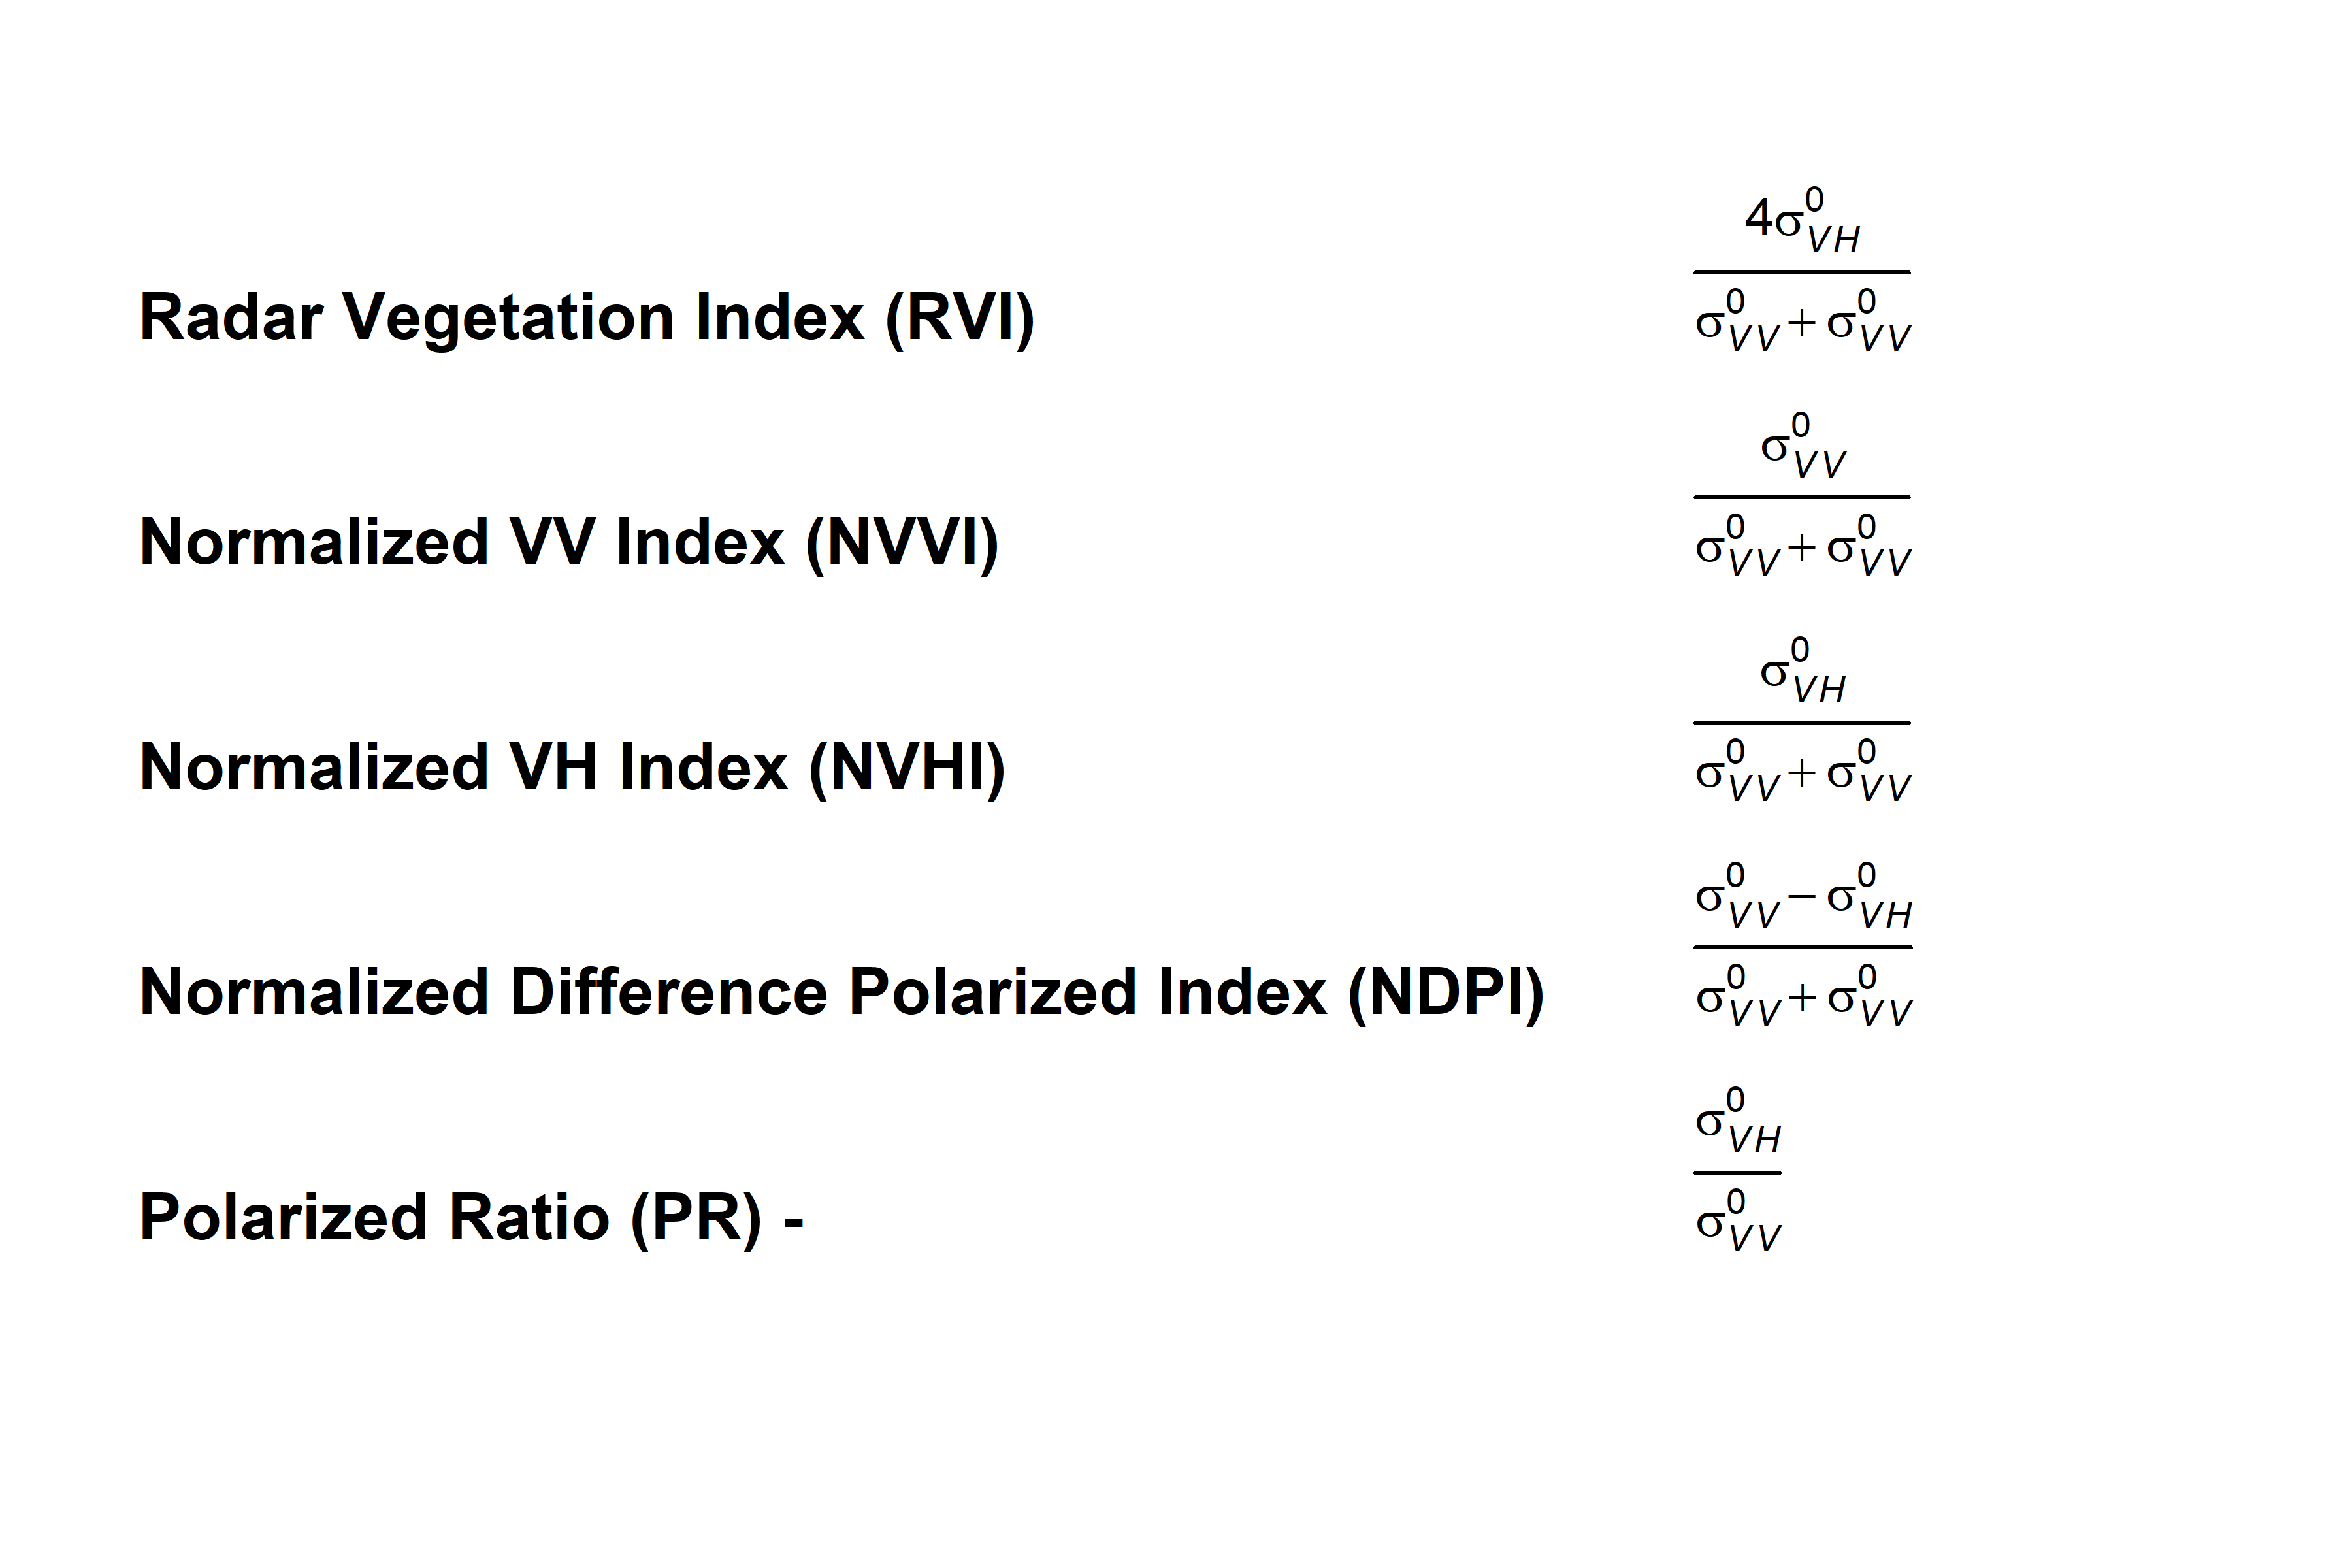 Radar Vegetation Index (RVI) \frac{4\sigma^0_{VH}}{\sigma^0_{VV}+\sigma^0_{VV}}
Normalized VV Index (NVVI) \frac{\sigma^0_{VV}}{\sigma^0_{VV}+\sigma^0_{VV}}
Normalized VH Index (NVHI) \frac{\sigma^0_{VH}}{\sigma^0_{VV}+\sigma^0_{VV}}
Normalized Difference Polarized Index (NDPI) \frac{\sigma^0_{VV}-\sigma^0_{VH}}{\sigma^0_{VV}+\sigma^0_{VV}}
Polarized Ratio (PR) - \frac{\sigma^0_{VH}}{\sigma^0_{VV}}